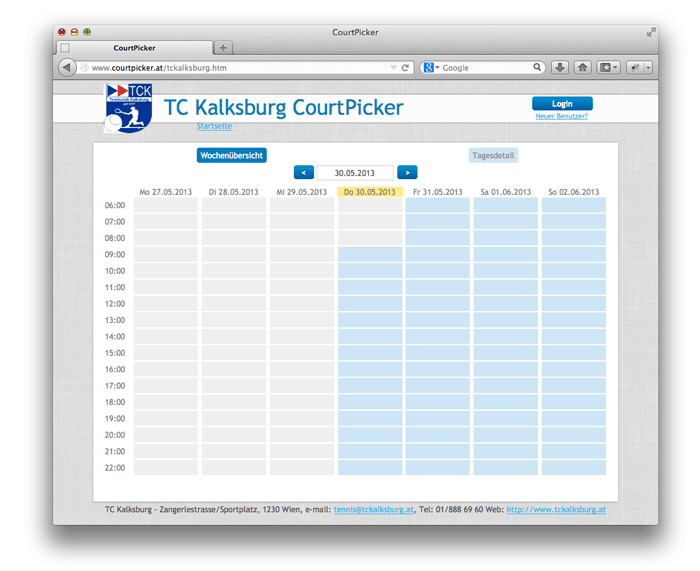 CourtPicker
CourtPicker
www.courtpicker.at/tckalksburg.htm
Google
TCK
TC Kalksburg CourtPicker
Login
Startseite
Neuer Benutzer?
Wochenübersicht
Tagesdetail
< 30.05.2013 >
Mo 27.05.2013 Di 28.05.2013 Mi 29.05.2013 Do 30.05.2013 Fr 31.05.2013 Sa 01.06.2013 So 02.06.2013
06:00
07:00
08:00
09:00
10:00
11:00
12:00
13:00
14:00
15:00
16:00
17:00
18:00
19:00
20:00
21:00
22:00
TC Kalksburg - Zangerlestrasse/Sportplatz, 1230 Wien, e-mail: tennis@tckalksburg.at, Tel: 01/888 69 60 Web: http://www.tckalksburg.at